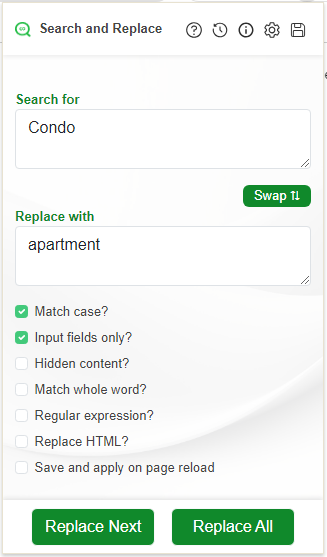 Search and Replace
Search for
Condo
Swap
Replace with
apartment
Match case?
Input fields only?
Hidden content?
Match whole word?
Regular expression?
Replace HTML?
Save and apply on page reload
Replace Next
Replace All